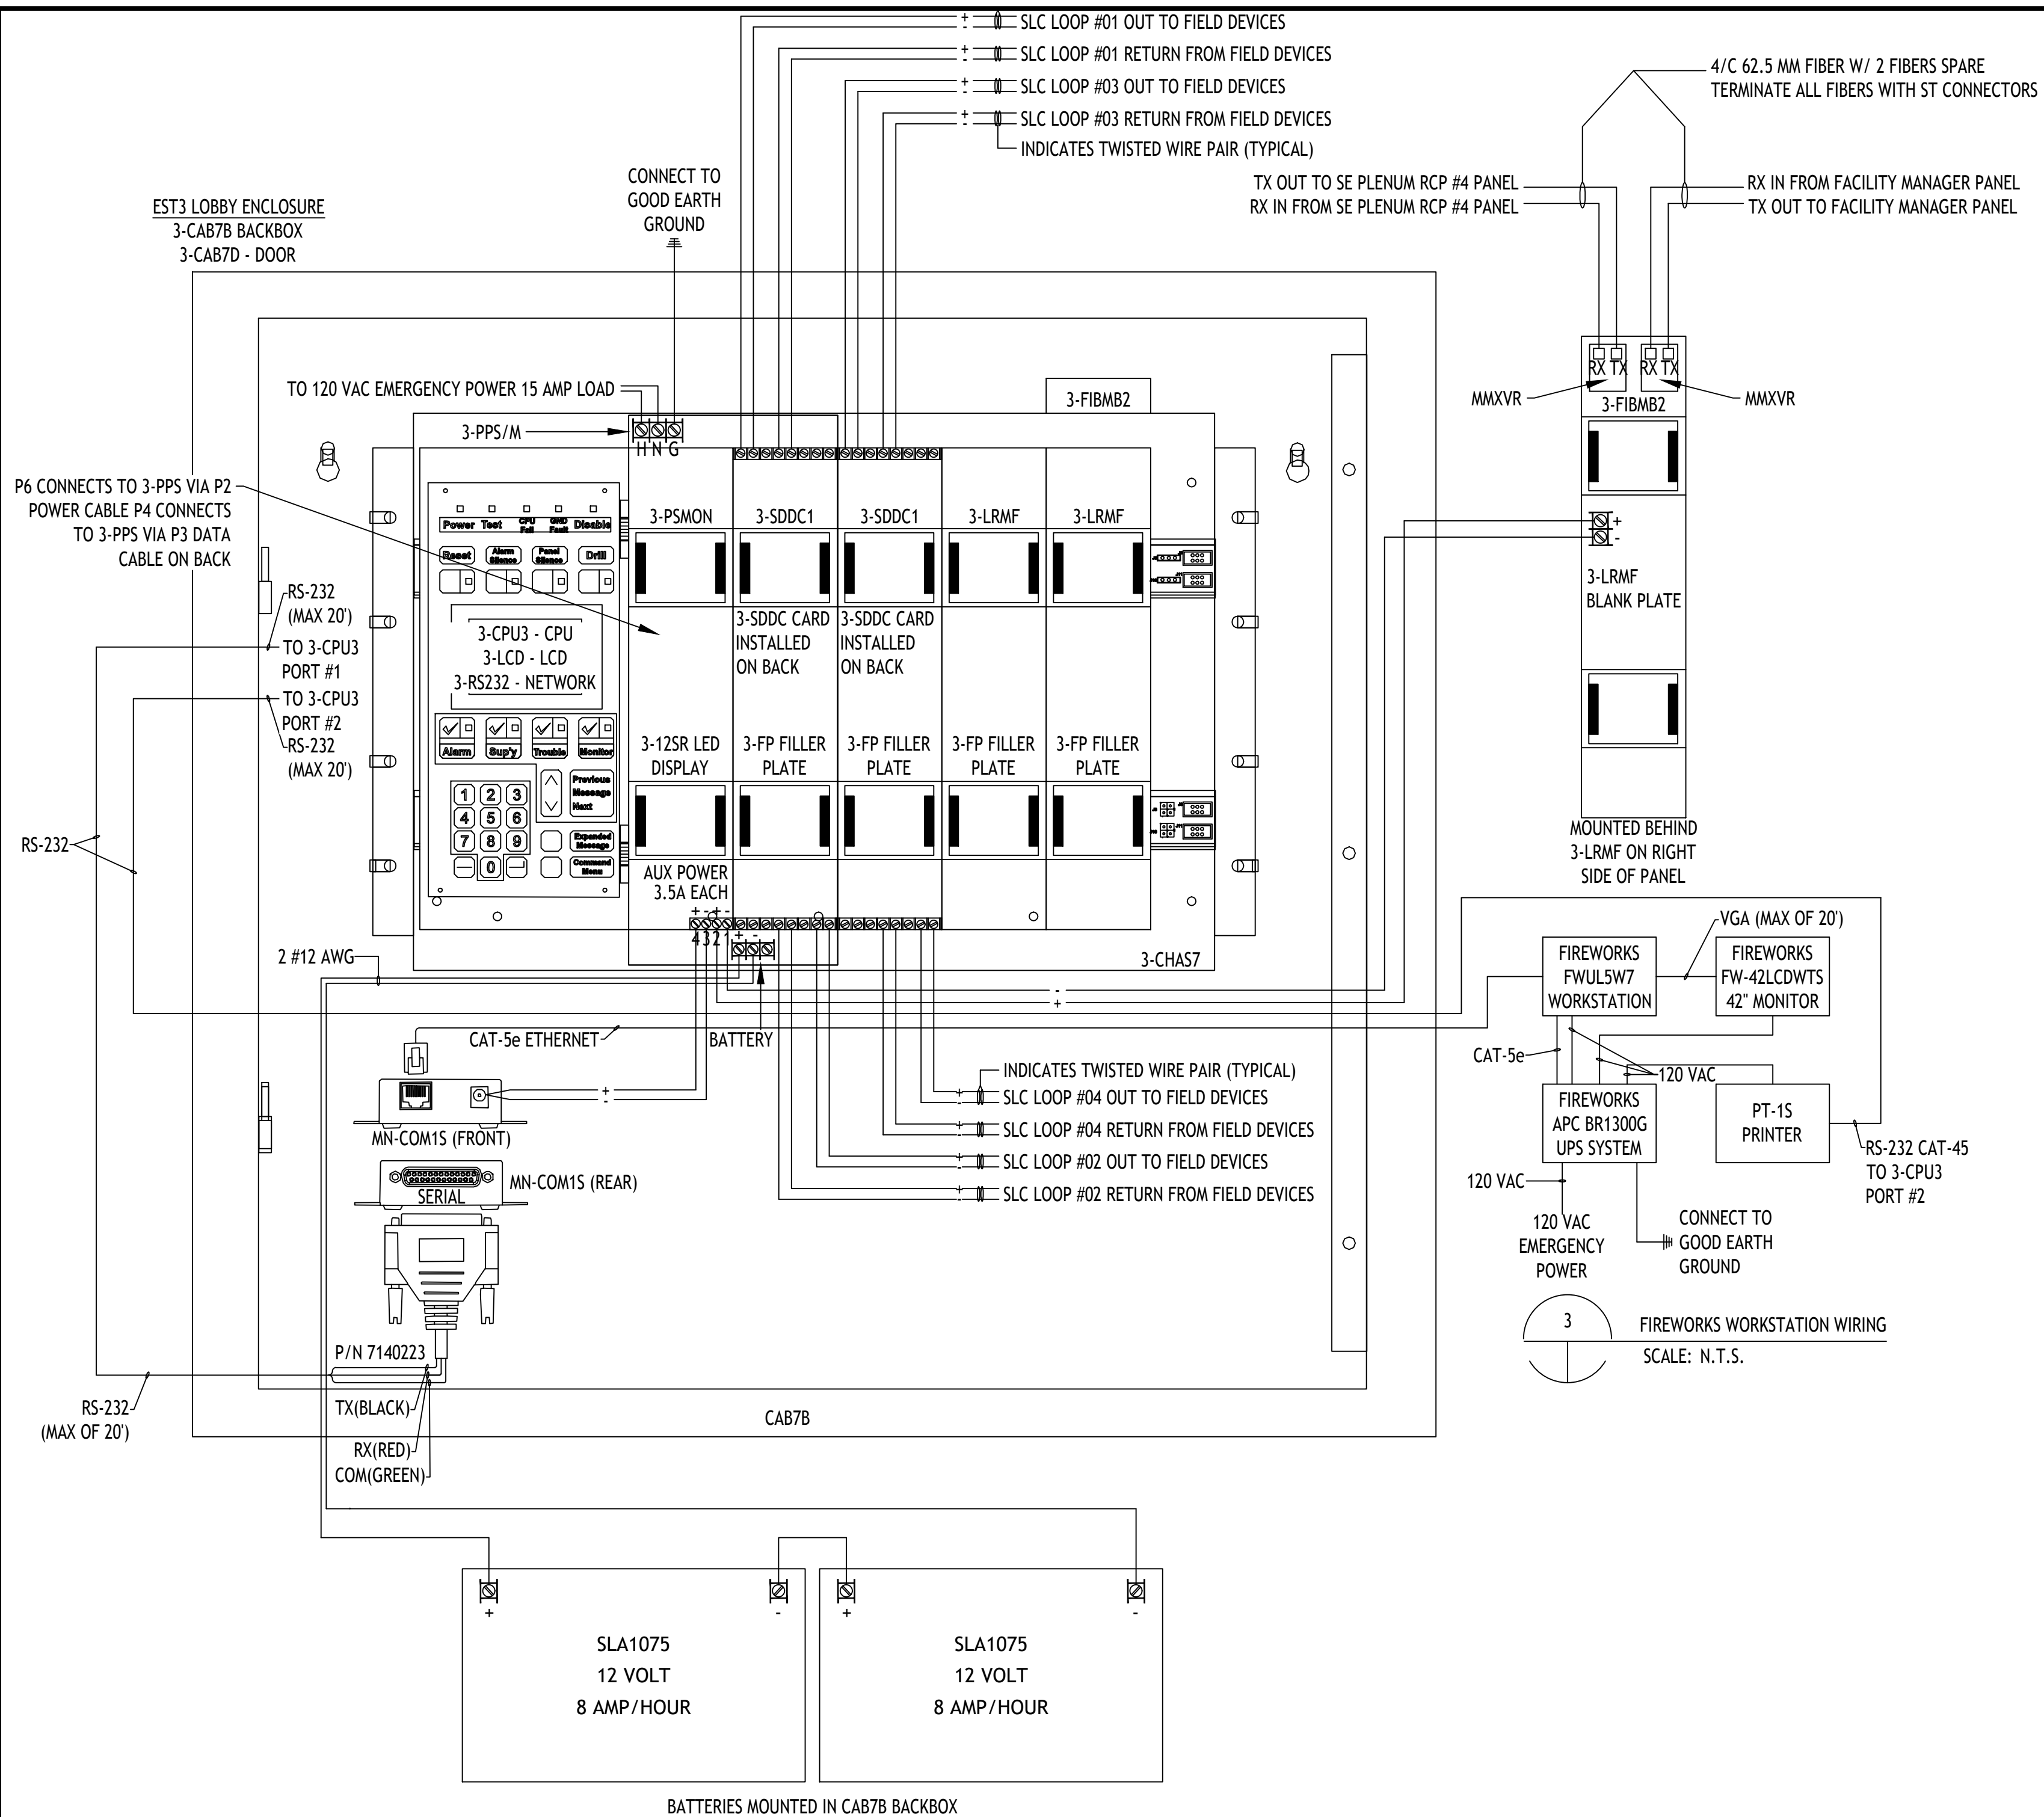 SLC LOOP #01 OUT TO FIELD DEVICES
SLC LOOP #01 RETURN FROM FIELD DEVICES
SLC LOOP #03 OUT TO FIELD DEVICES
SLC LOOP #03 RETURN FROM FIELD DEVICES
INDICATES TWISTED WIRE PAIR (TYPICAL)
+
-
+
-
+
-
+
-
4/C 62.5 MM FIBER W/ 2 FIBERS SPARE
TERMINATE ALL FIBERS WITH ST CONNECTORS
TX OUT TO SE PLENUM RCP #4 PANEL
RX IN FROM SE PLENUM RCP #4 PANEL
RX IN FROM FACILITY MANAGER PANEL
TX OUT TO FACILITY MANAGER PANEL
CONNECT TO
GOOD EARTH
GROUND
EST3 LOBBY ENCLOSURE
3-CAB7B BACKBOX
3-CAB7D - DOOR
TO 120 VAC EMERGENCY POWER 15 AMP LOAD
3-PPS/M
H N G
3-FIBMB2
RX TX
RX TX
MMXVR
3-FIBMB2
MMXVR
P6 CONNECTS TO 3-PPS VIA P2
POWER CABLE P4 CONNECTS
TO 3-PPS VIA P3 DATA
CABLE ON BACK
RS-232
(MAX 20')
TO 3-CPU3
PORT #1
TO 3-CPU3
PORT #2
RS-232
(MAX 20')
RS-232
Power Test CPU Fail GND Fault Disable
Reset
Alarm
Silence
Panel
Silence
Drill
3-CPU3 - CPU
3-LCD - LCD
3-RS232 - NETWORK
Alarm
Sup'y
Trouble
Monitor
1 2 3
4 5 6
7 8 9
0
Previous
Message
Next
Expanded
Message
Command
Menu
3-PSMON
3-SDDC1
3-SDDC1
3-LRMF
3-LRMF
3-SDDC CARD
INSTALLED
ON BACK
3-SDDC CARD
INSTALLED
ON BACK
3-12SR LED
DISPLAY
3-FP FILLER
PLATE
3-FP FILLER
PLATE
3-FP FILLER
PLATE
3-FP FILLER
PLATE
AUX POWER
3.5A EACH
+ - + -
4 3 2 1
+ -
3-CHAS7
+
-
3-LRMF
BLANK PLATE
MOUNTED BEHIND
3-LRMF ON RIGHT
SIDE OF PANEL
2 #12 AWG
-
+
CAT-5e ETHERNET
BATTERY
VGA (MAX OF 20')
FIREWORKS
FWUL5W7
WORKSTATION
FIREWORKS
FW-42LCDWTS
42" MONITOR
CAT-5e
120 VAC
FIREWORKS
APC BR1300G
UPS SYSTEM
PT-1S
PRINTER
RS-232 CAT-45
TO 3-CPU3
PORT #2
120 VAC
120 VAC
EMERGENCY
POWER
CONNECT TO
GOOD EARTH
GROUND
3
FIREWORKS WORKSTATION WIRING
SCALE: N.T.S.
+
-
MN-COM1S (FRONT)
SERIAL
MN-COM1S (REAR)
INDICATES TWISTED WIRE PAIR (TYPICAL)
SLC LOOP #04 OUT TO FIELD DEVICES
SLC LOOP #04 RETURN FROM FIELD DEVICES
SLC LOOP #02 OUT TO FIELD DEVICES
SLC LOOP #02 RETURN FROM FIELD DEVICES
+
-
+
-
+
-
+
-
P/N 7140223
TX(BLACK)
RX(RED)
COM(GREEN)
RS-232
(MAX OF 20')
CAB7B
+
-
SLA1075
12 VOLT
8 AMP/HOUR
+
-
SLA1075
12 VOLT
8 AMP/HOUR
BATTERIES MOUNTED IN CAB7B BACKBOX